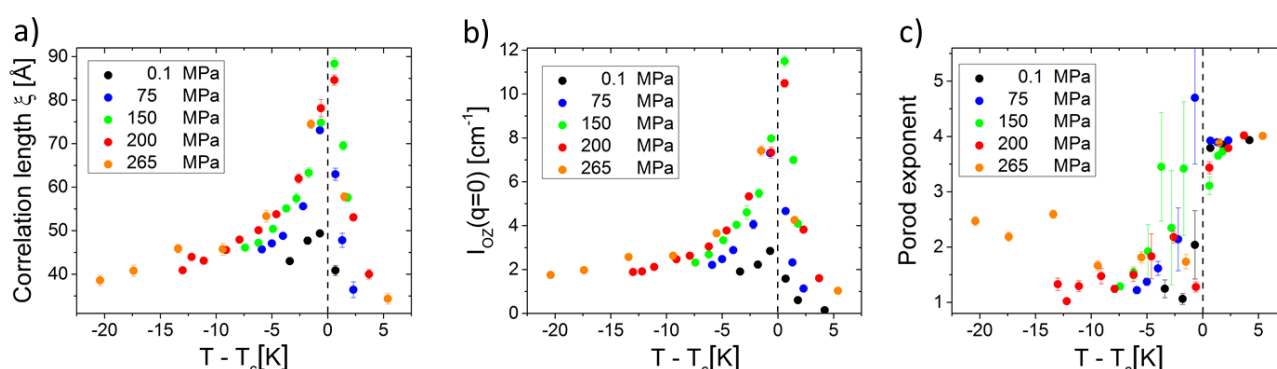 a)
Correlation length ξ [Å]
90
80
70
60
50
40
0.1 MPa
75 MPa
150 MPa
200 MPa
265 MPa
-20 -15 -10 -5 0 5
T - Tc[K]
b)
I_OZ(q=0) [cm⁻¹]
12
10
8
6
4
2
0
0.1 MPa
75 MPa
150 MPa
200 MPa
265 MPa
-20 -15 -10 -5 0 5
T - Tc[K]
c)
Porod exponent
5
4
3
2
1
0.1 MPa
75 MPa
150 MPa
200 MPa
265 MPa
-20 -15 -10 -5 0 5
T - Tc[K]